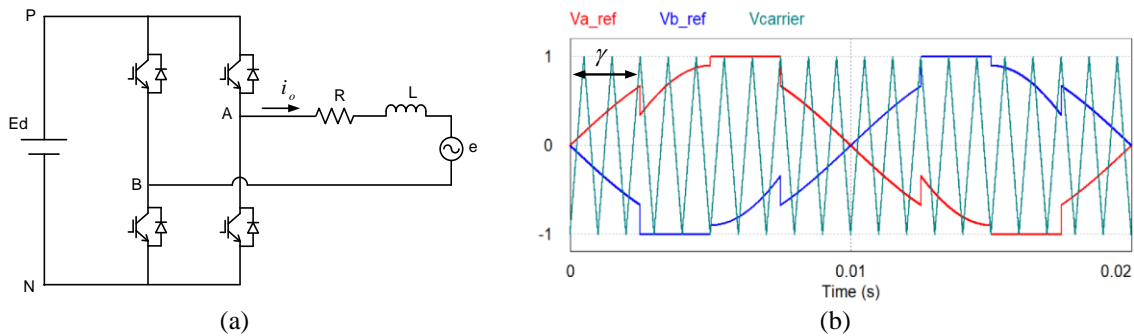 P
Ed
N
A
B
i_o
R
L
e
(a)
Va_ref Vb_ref Vcarrier
γ
1
0
-1
0 0.01 0.02
Time (s)
(b)